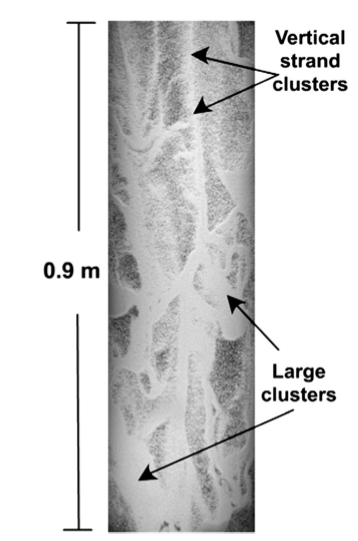 Vertical
strand
clusters
0.9 m
Large
clusters